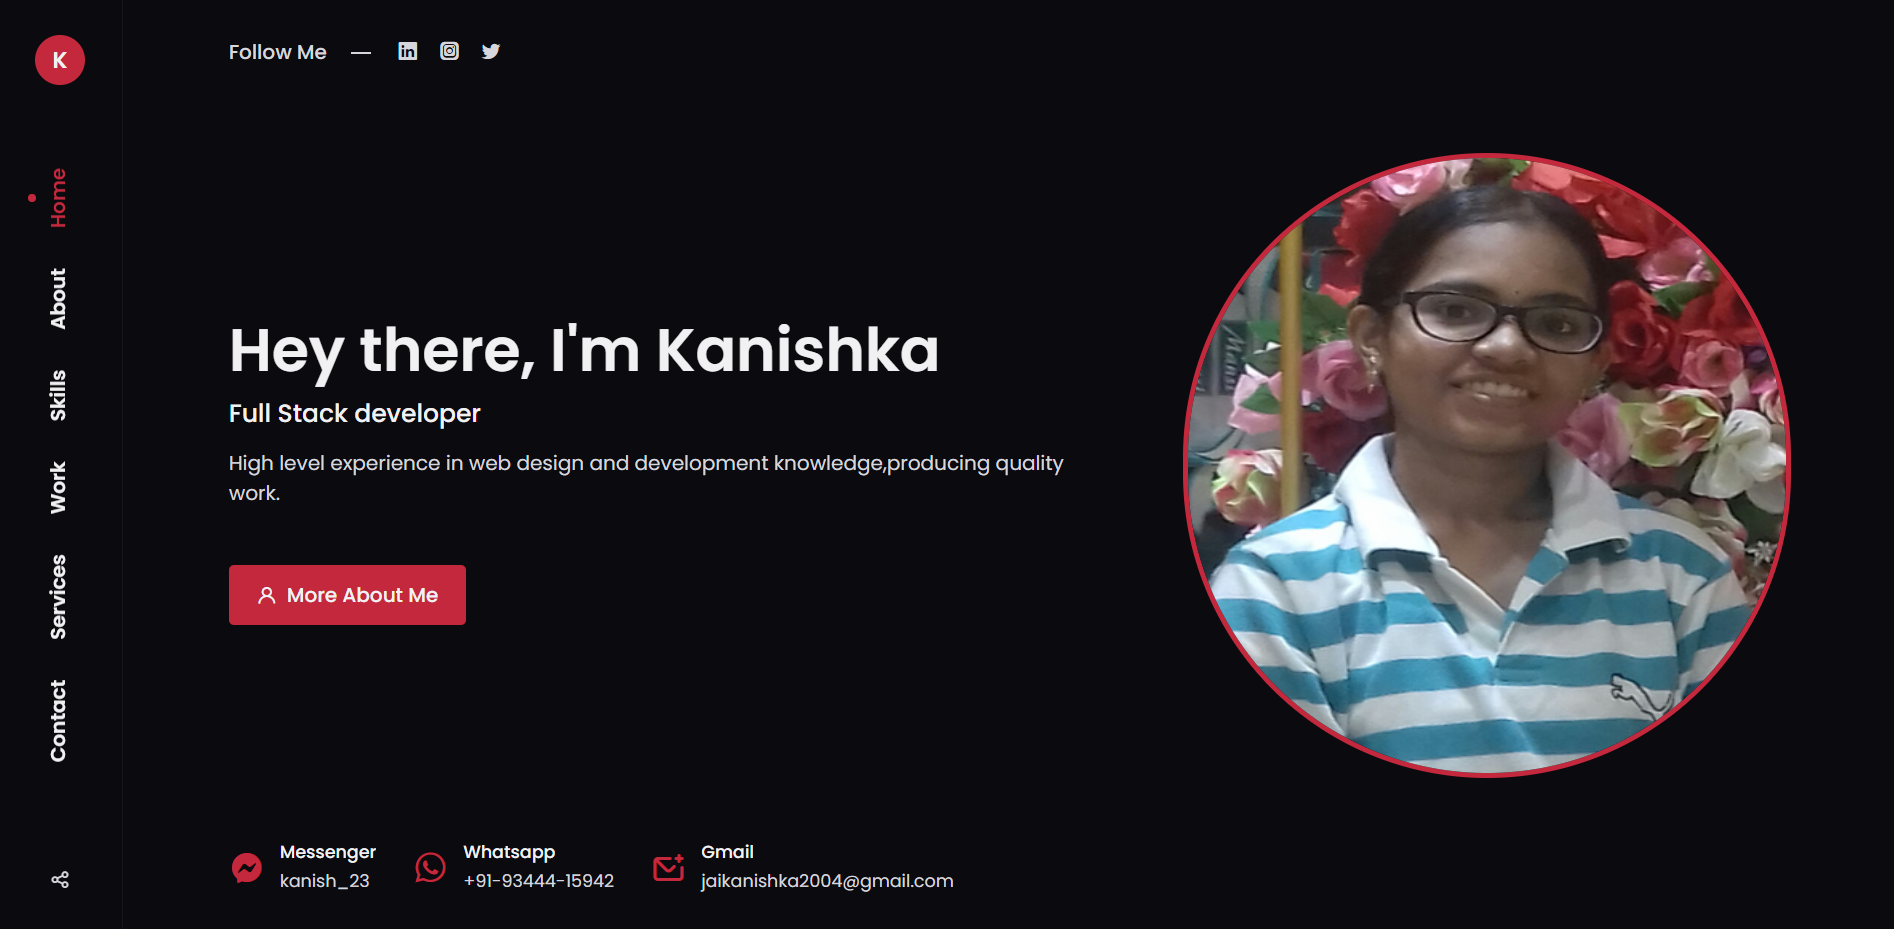 K
Home
About
Skills
Work
Services
Contact
Follow Me
Hey there, I'm Kanishka
Full Stack developer
High level experience in web design and development knowledge,producing quality
work.
More About Me
Messenger
kanish_23
Whatsapp
+91-93444-15942
Gmail
jaikanishka2004@gmail.com